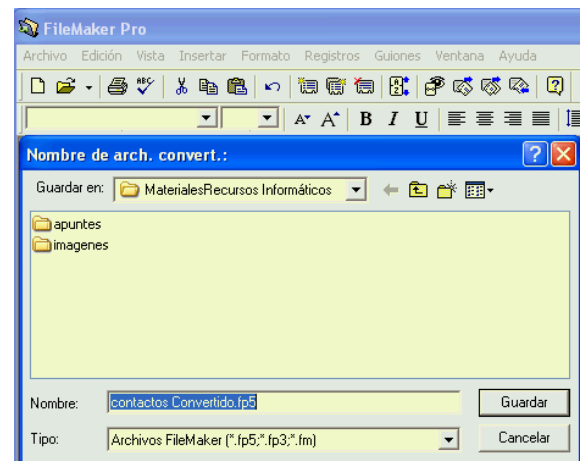 FileMaker Pro
Archivo Edición Vista Insertar Formato Registros Guiones Ventana Ayuda
ABC
A A B I U
Nombre de arch. convert.:
Guardar en: MaterialesRecursos Informáticos
apuntes
imagenes
Nombre: contactos Convertido.fp5 Guardar
Tipo: Archivos FileMaker (*.fp5;*.fp3;*.fm) Cancelar